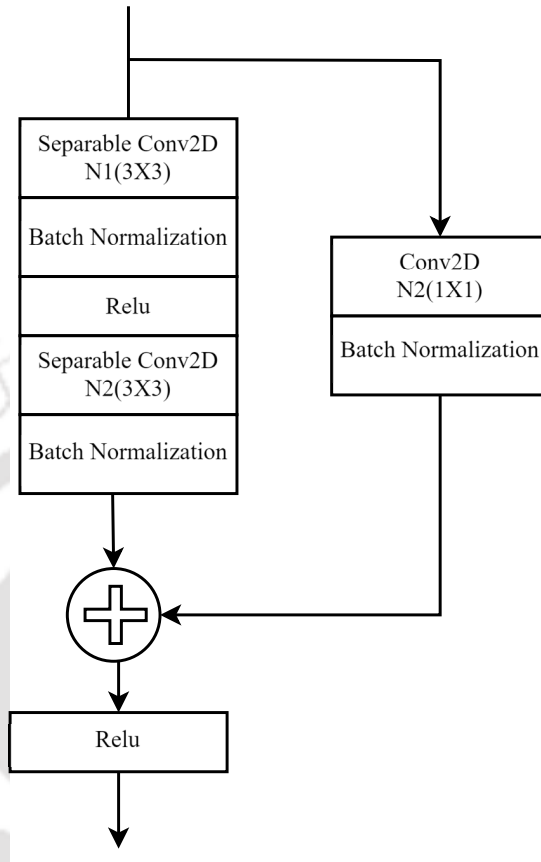 Separable Conv2D
N1(3X3)
Batch Normalization
Relu
Separable Conv2D
N2(3X3)
Batch Normalization
Conv2D
N2(1X1)
Batch Normalization
Relu